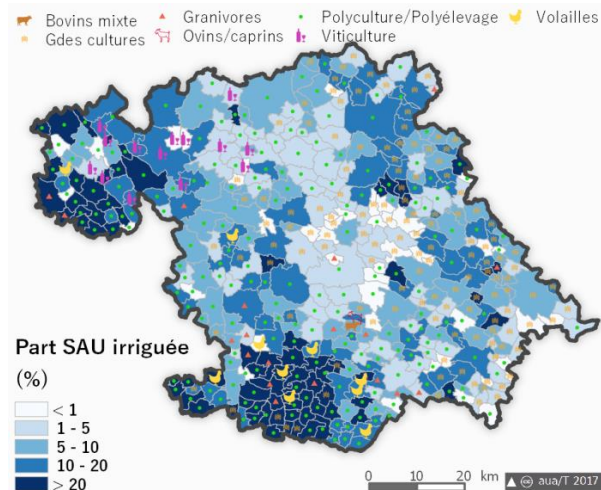 Bovins mixte Granivores Polyculture/Polyélevage Volailles
Gdes cultures Ovins/caprins Viticulture
Part SAU irriguée
(%)
< 1
1 - 5
5 - 10
10 - 20
> 20
0 10 20 km
aua/T 2017